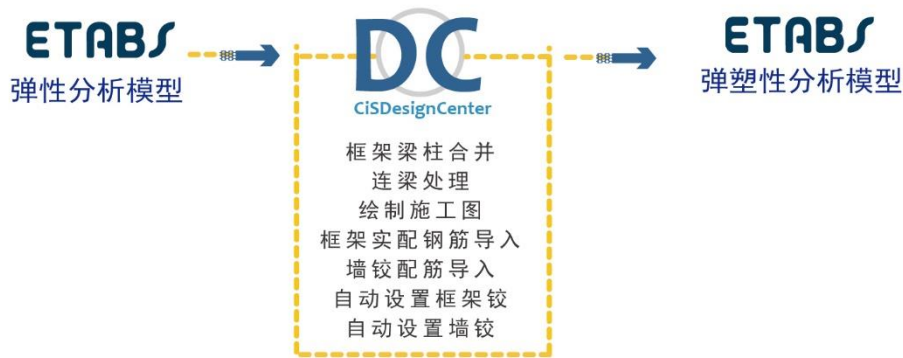 ETABS
弹性分析模型
DC
CiSDesignCenter
框架梁柱合并
连梁处理
绘制施工图
框架实配钢筋导入
墙铰配筋导入
自动设置框架铰
自动设置墙铰
ETABS
弹塑性分析模型